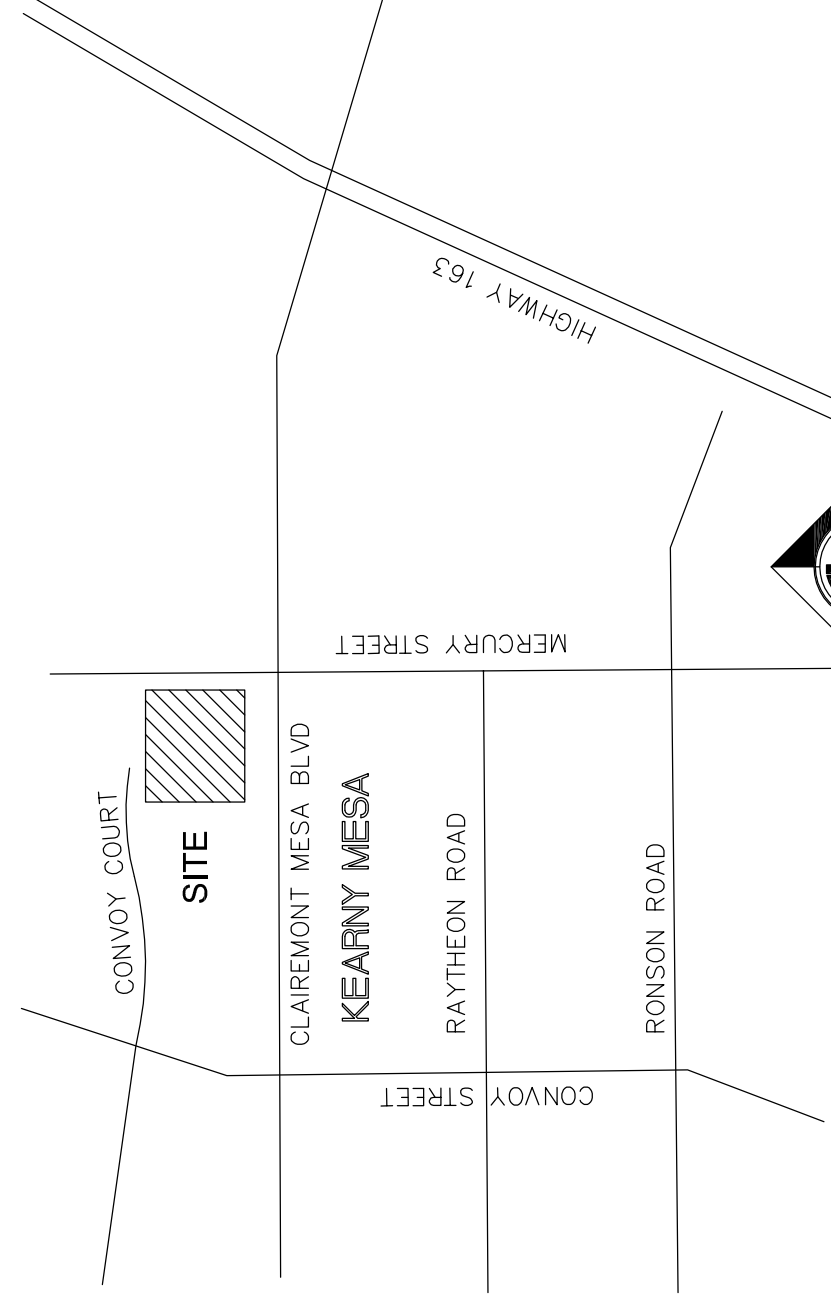 HIGHWAY 163
MERCURY STREET
CONVOY COURT
SITE
CLAIREMONT MESA BLVD
KEARNY MESA
RAYTHEON ROAD
RONSON ROAD
CONVOY STREET